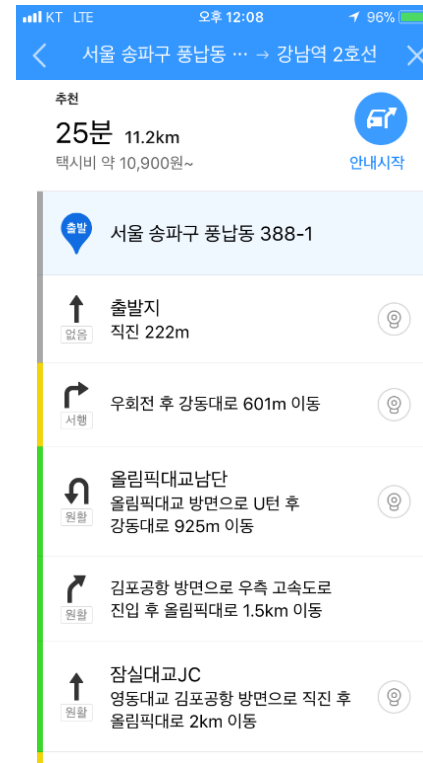 KT LTE 오후 12:08 96%
서울 송파구 풍납동 ··· → 강남역 2호선
추천
25분 11.2km
택시비 약 10,900원~
안내시작
출발
서울 송파구 풍납동 388-1
출발지
없음
직진 222m
우회전 후 강동대로 601m 이동
서행
올림픽대교남단
올림픽대교 방면으로 U턴 후
원활
강동대로 925m 이동
김포공항 방면으로 우측 고속도로
원활
진입 후 올림픽대로 1.5km 이동
잠실대교JC
영동대교 김포공항 방면으로 직진 후
원활
올림픽대로 2km 이동